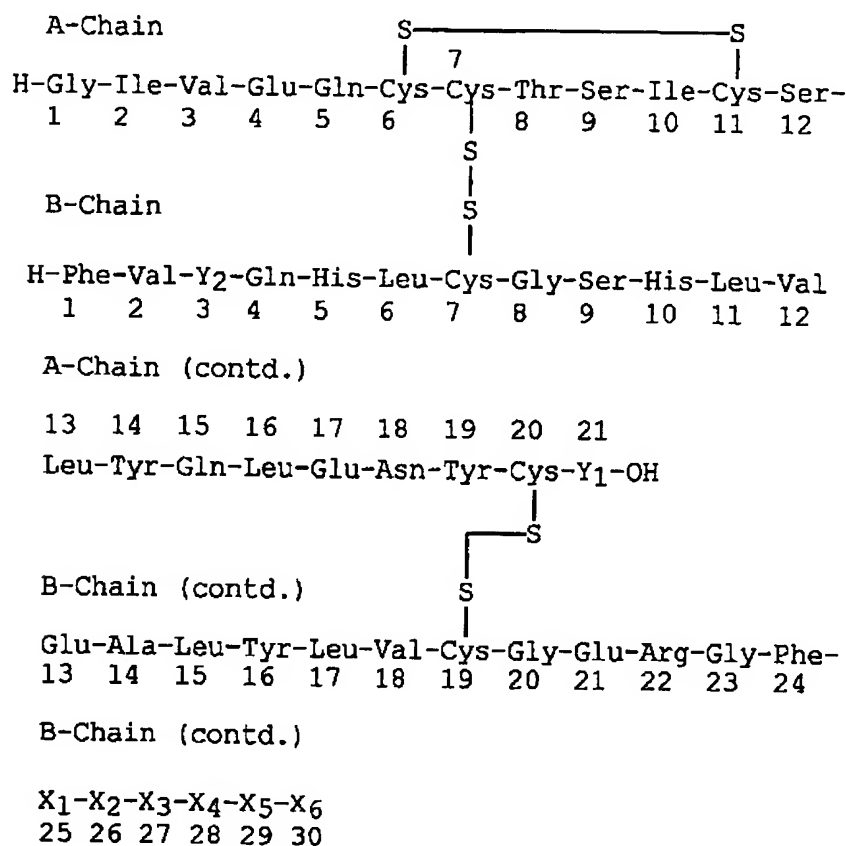 A-Chain
S S
7
H-Gly-Ile-Val-Glu-Gln-Cys-Cys-Thr-Ser-Ile-Cys-Ser-
1 2 3 4 5 6 8 9 10 11 12
S
B-Chain
S
H-Phe-Val-Y2-Gln-His-Leu-Cys-Gly-Ser-His-Leu-Val
1 2 3 4 5 6 7 8 9 10 11 12
A-Chain (contd.)
13 14 15 16 17 18 19 20 21
Leu-Tyr-Gln-Leu-Glu-Asn-Tyr-Cys-Y1-OH
S
B-Chain (contd.)
S
Glu-Ala-Leu-Tyr-Leu-Val-Cys-Gly-Glu-Arg-Gly-Phe-
13 14 15 16 17 18 19 20 21 22 23 24
B-Chain (contd.)
X1-X2-X3-X4-X5-X6
25 26 27 28 29 30